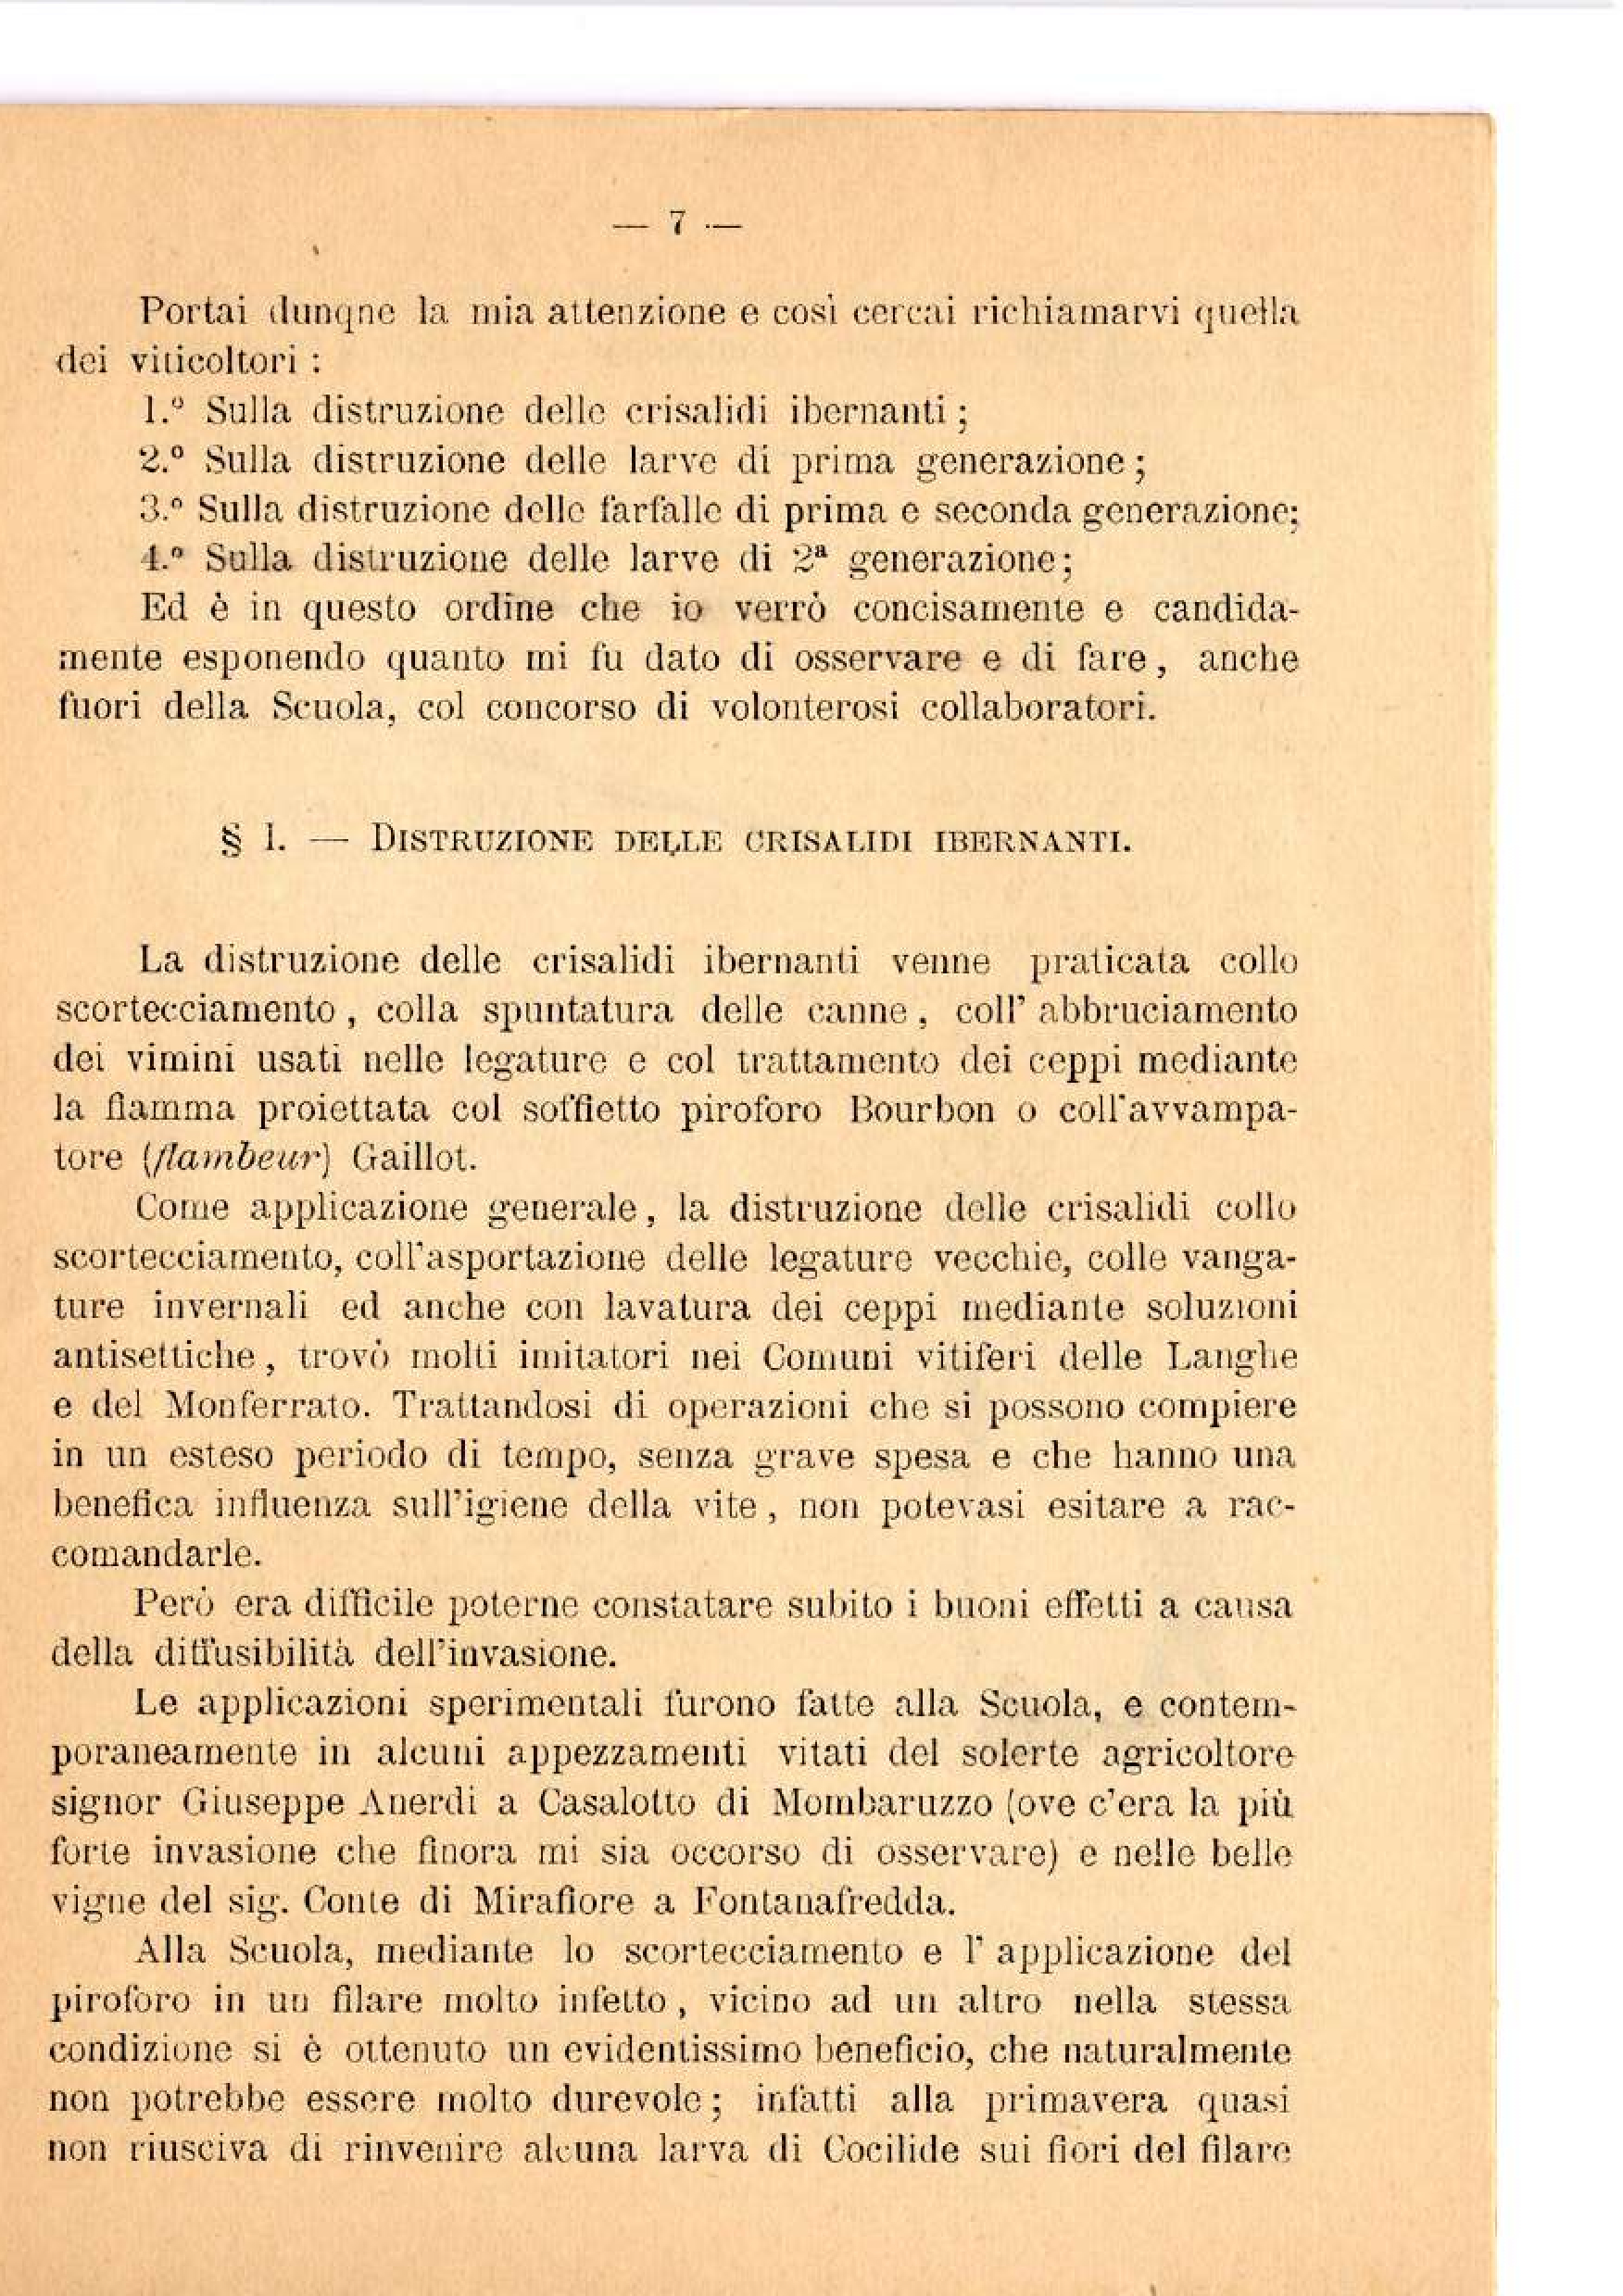 — 7 —
Portai dunqne la mia attenzione e così cercai richiamarvi quella
dei viticoltori :
1.º Sulla distruzione delle crisalidi ibernanti ;
2.º Sulla distruzione delle larve di prima generazione ;
3.º Sulla distruzione delle farfalle di prima e seconda generazione;
4.º Sulla distruzione delle larve di 2ª generazione ;
Ed è in questo ordine che io verrò concisamente e candida-
mente esponendo quanto mi fu dato di osservare e di fare, anche
fuori della Scuola, col concorso di volonterosi collaboratori.
§ 1. — DISTRUZIONE DELLE CRISALIDI IBERNANTI.
La distruzione delle crisalidi ibernanti venne praticata collo
scortecciamento, colla spuntatura delle canne, coll' abbruciamento
dei vimini usati nelle legature e col trattamento dei ceppi mediante
la fiamma proiettata col soffietto piroforo Bourbon o coll'avvampa-
tore (flambeur) Gaillot.
Come applicazione generale, la distruzione delle crisalidi collo
scortecciamento, coll'asportazione delle legature vecchie, colle vanga-
ture invernali ed anche con lavatura dei ceppi mediante soluzioni
antisettiche, trovò molti imitatori nei Comuni vitiferi delle Langhe
e del Monferrato. Trattandosi di operazioni che si possono compiere
in un esteso periodo di tempo, senza grave spesa e che hanno una
benefica influenza sull'igiene della vite, non potevasi esitare a rac-
comandarle.
Però era difficile poterne constatare subito i buoni effetti a causa
della diffusibilità dell'invasione.
Le applicazioni sperimentali furono fatte alla Scuola, e contem-
poraneamente in alcuni appezzamenti vitati del solerte agricoltore
signor Giuseppe Anerdi a Casalotto di Mombaruzzo (ove c'era la più
forte invasione che finora mi sia occorso di osservare) e nelle belle
vigne del sig. Conte di Mirafiore a Fontanafredda.
Alla Scuola, mediante lo scortecciamento e l' applicazione del
piroforo in un filare molto infetto, vicino ad un altro nella stessa
condizione si è ottenuto un evidentissimo beneficio, che naturalmente
non potrebbe essere molto durevole ; infatti alla primavera quasi
non riusciva di rinvenire alcuna larva di Cocilide sui fiori del filare